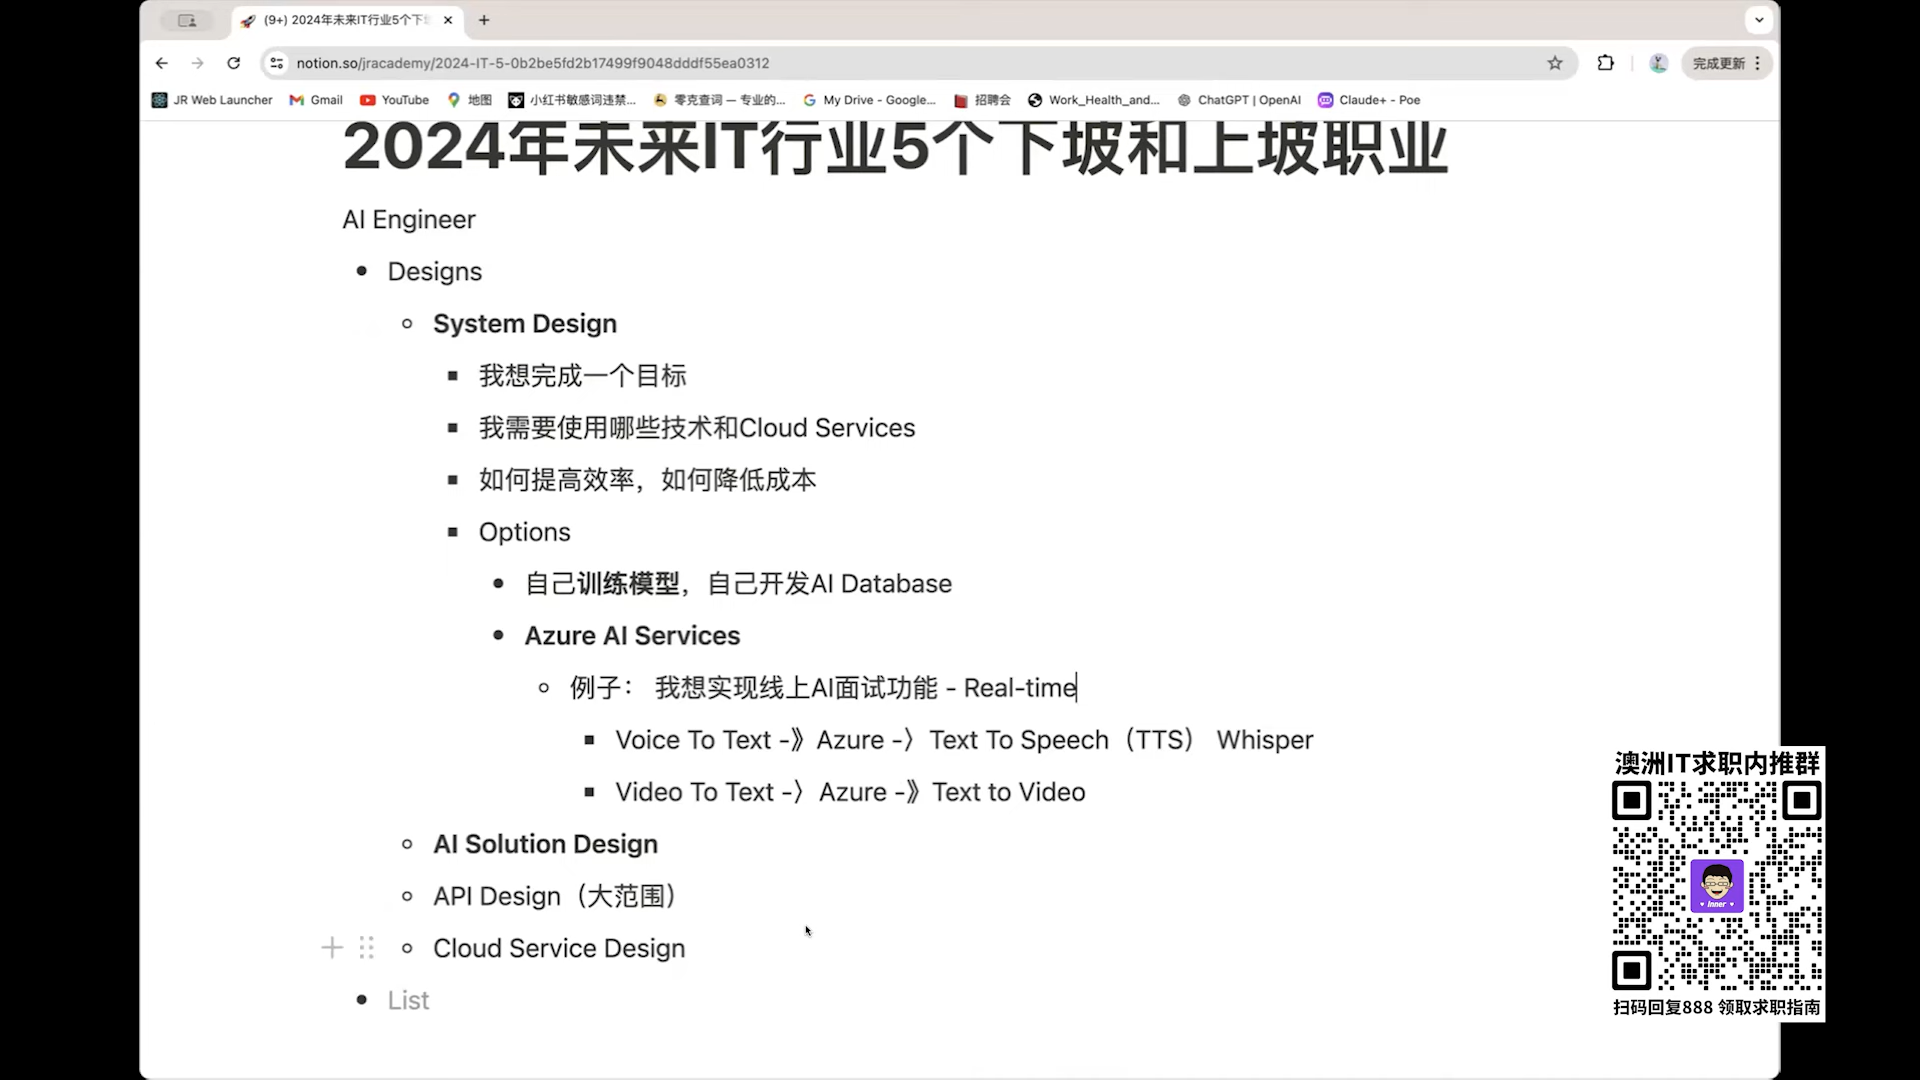 (9+) 2024年未来IT行业5个下
notion.so/jracademy/2024-IT-5-0b2be5fd2b17499f9048dddf55ea0312
完成更新
JR Web Launcher
Gmail
YouTube
地图
小红书敏感词违禁...
零克查词 — 专业的...
My Drive - Google...
招聘会
Work_Health_and...
ChatGPT | OpenAI
Claude+ - Poe
2024年未来IT行业5个下坡和上坡职业
AI Engineer
Designs
System Design
我想完成一个目标
我需要使用哪些技术和Cloud Services
如何提高效率，如何降低成本
Options
自己训练模型，自己开发AI Database
Azure AI Services
例子： 我想实现线上AI面试功能 - Real-time
Voice To Text -》Azure -〉Text To Speech（TTS） Whisper
Video To Text -〉Azure -》Text to Video
AI Solution Design
API Design（大范围）
Cloud Service Design
List
澳洲IT求职内推群
Inner
扫码回复888 领取求职指南